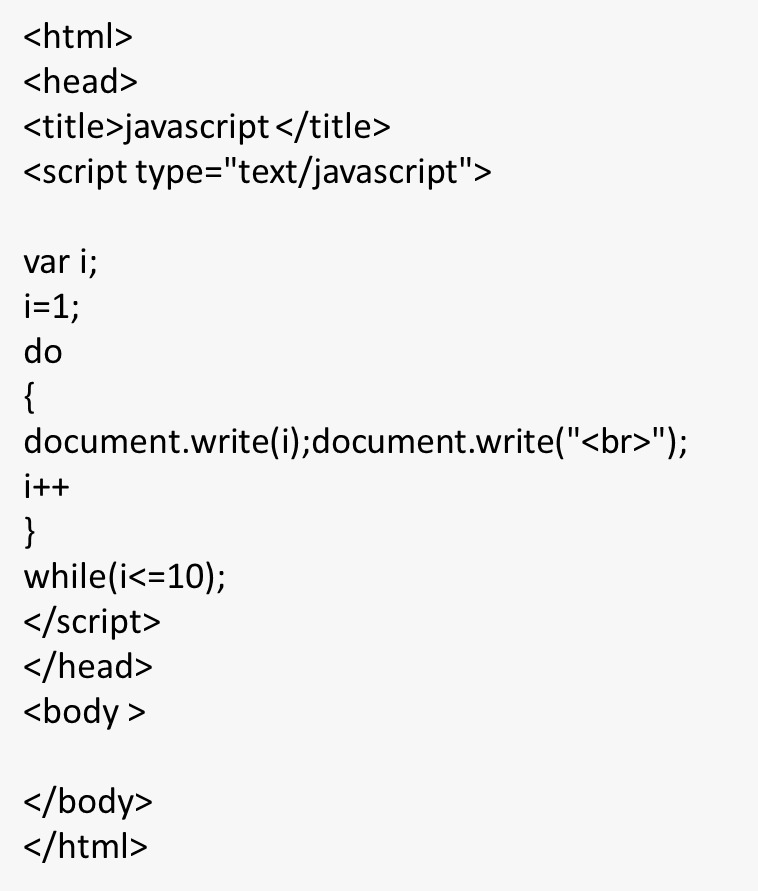 <html>
<head>
<title>javascript</title>
<script type="text/javascript">
var i;
i=1;
do
{
document.write(i);document.write("<br>");
i++
}
while(i<=10);
</script>
</head>
<body >
</body>
</html>